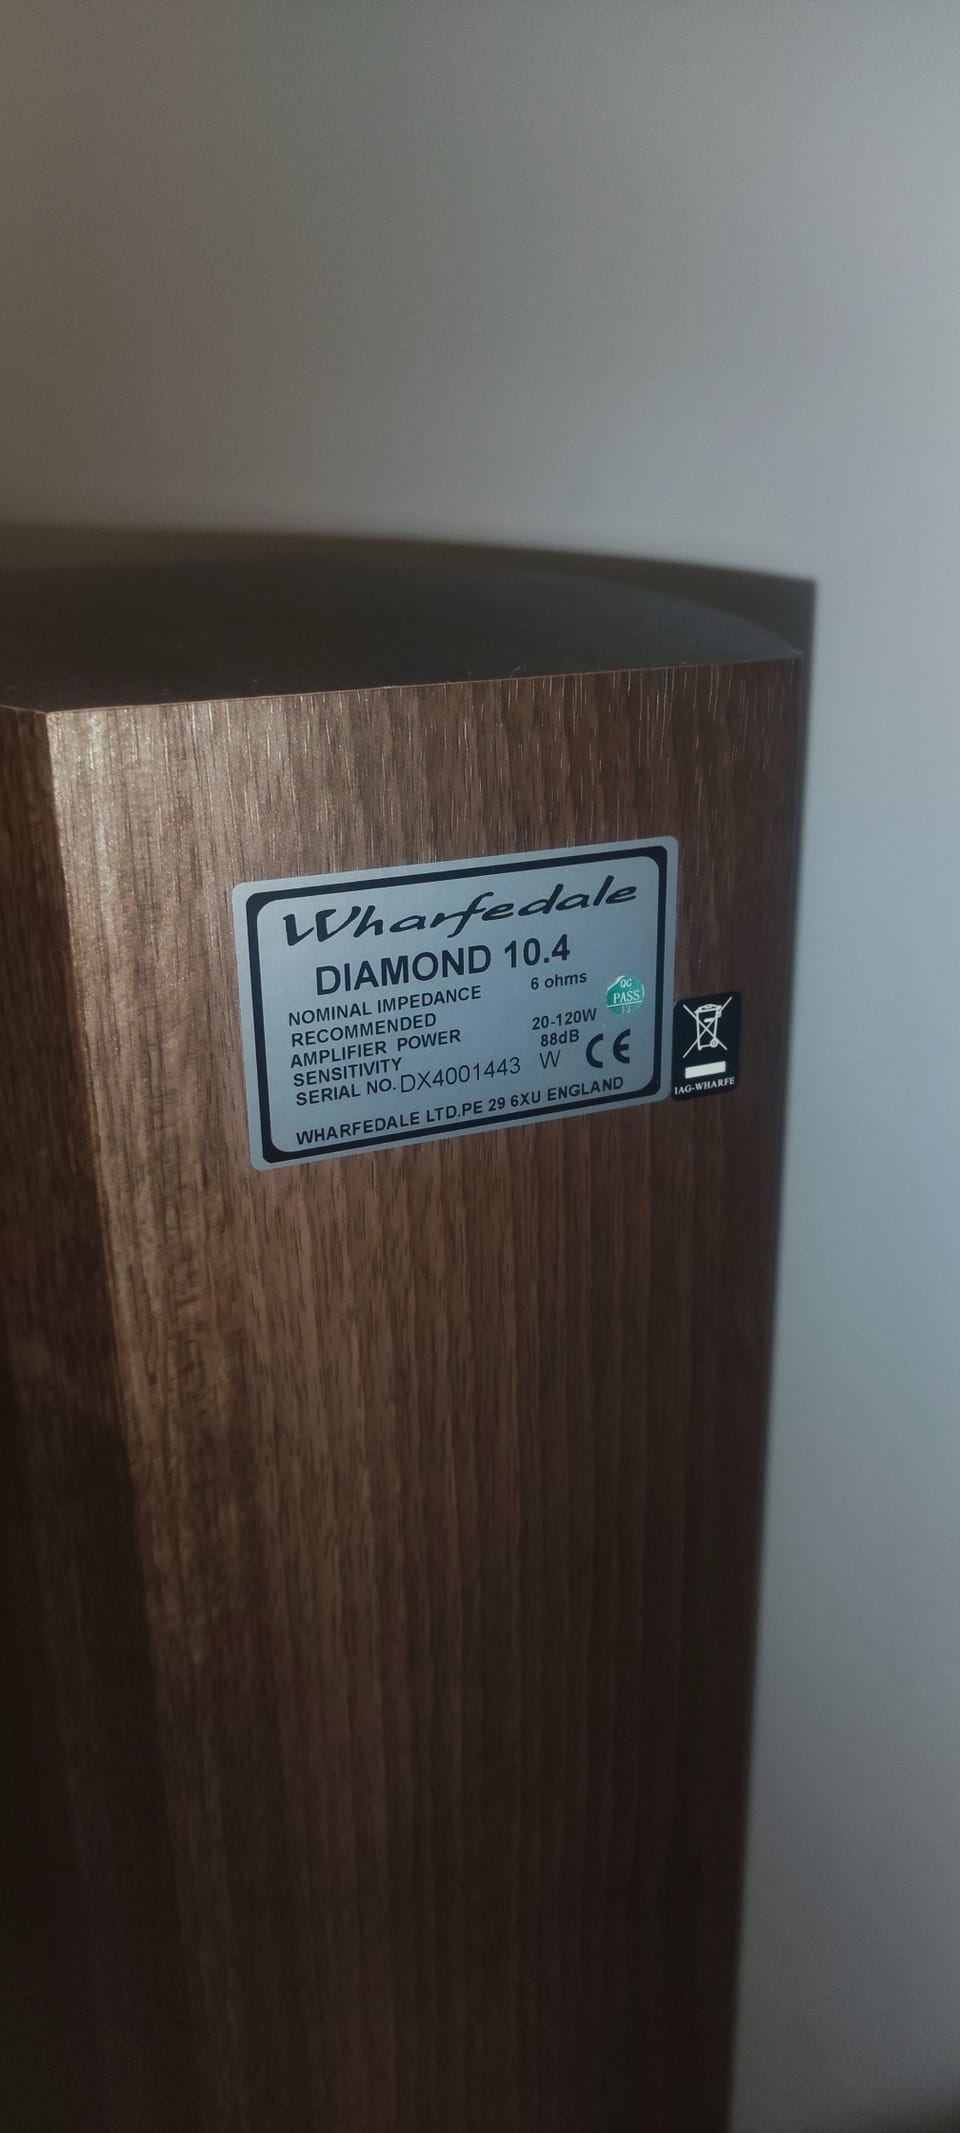 Wharfedale
DIAMOND 10.4
NOMINAL IMPEDANCE 6 ohms
RECOMMENDED
AMPLIFIER POWER 20-120W
SENSITIVITY 88dB
SERIAL NO. DX4001443 W
CE
WHARFEDALE LTD.PE 29 6XU ENGLAND
QC
PASS
13
IAG-WHARFE